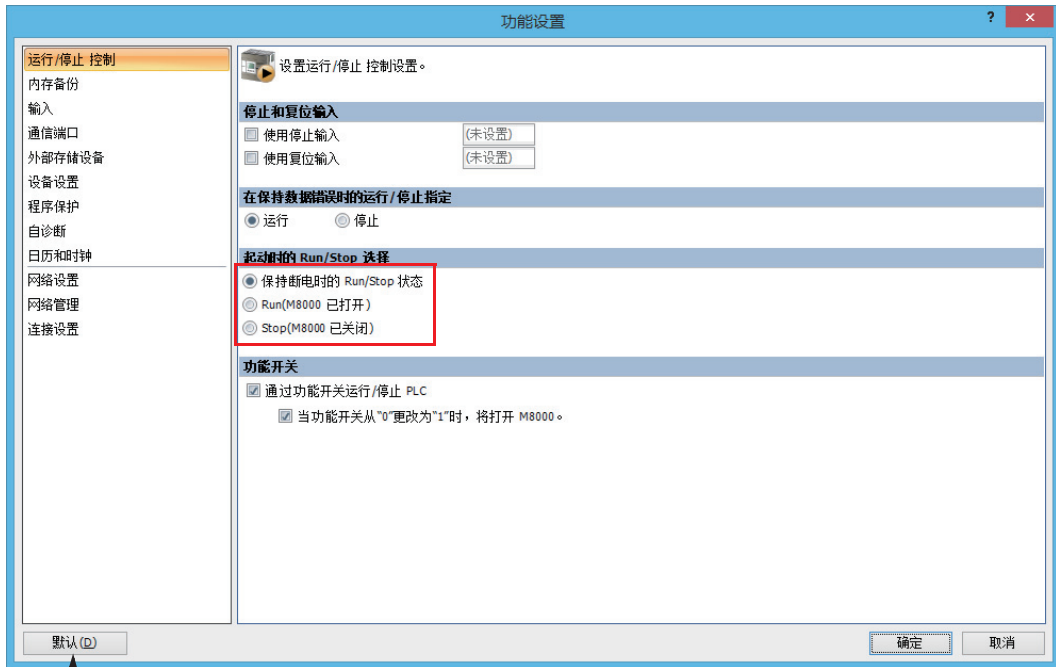 功能设置
? ×
运行/停止 控制
内存备份
输入
通信端口
外部存储设备
设备设置
程序保护
自诊断
日历和时钟
网络设置
网络管理
连接设置
设置运行/停止 控制设置。
停止和复位输入
使用停止输入 (未设置)
使用复位输入 (未设置)
在保持数据错误时的运行/停止指定
运行 停止
起动时的 Run/Stop 选择
保持断电时的 Run/Stop 状态
Run(M8000 已打开)
Stop(M8000 已关闭)
功能开关
通过功能开关运行/停止 PLC
当功能开关从"0"更改为"1"时，将打开 M8000。
默认(D) 确定 取消